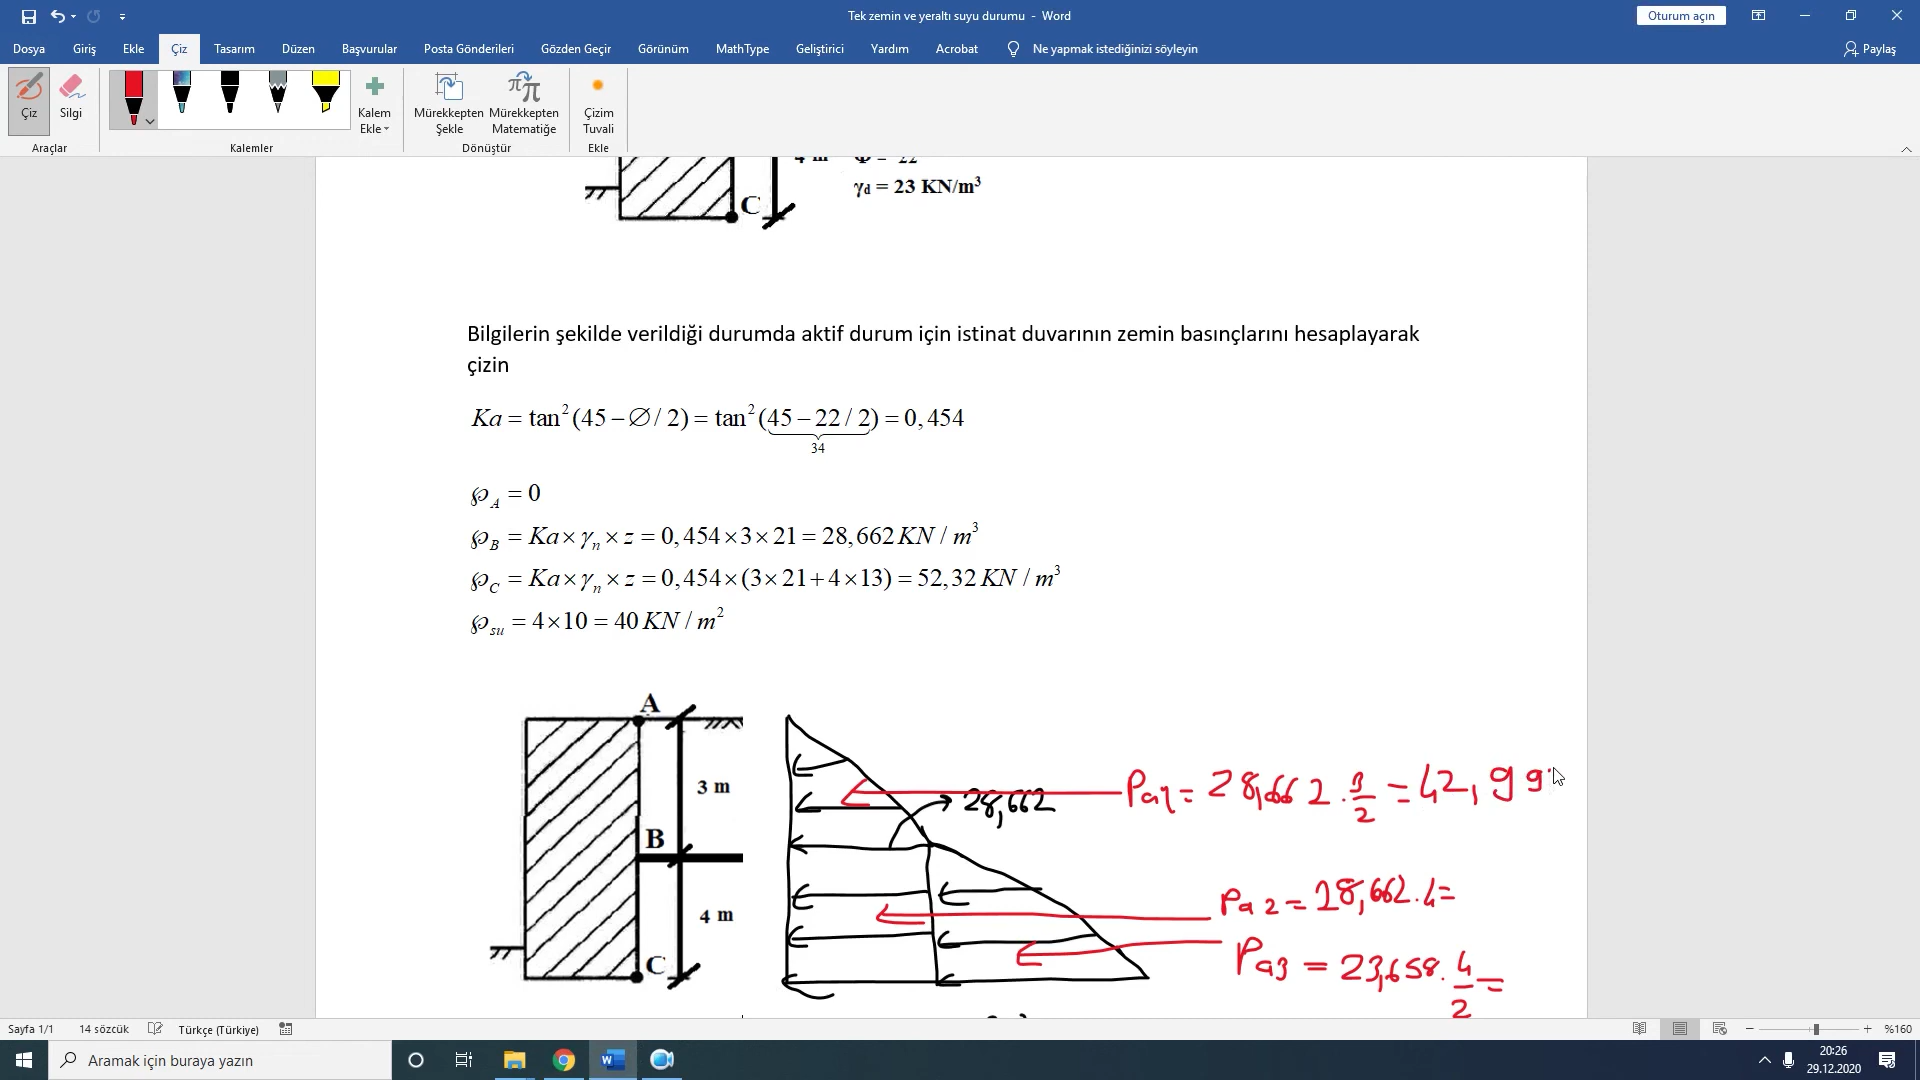 Tek zemin ve yeraltı suyu durumu - Word
Oturum açın
Dosya Giriş Ekle Çiz Tasarım Düzen Başvurular Posta Gönderileri Gözden Geçir Görünüm MathType Geliştirici Yardım Acrobat Ne yapmak istediğinizi söyleyin Paylaş
Çiz Silgi Kalem Ekle Mürekkepten Şekle Mürekkepten Matematiğe Çizim Tuvali
Araçlar Kalemler Dönüştür Ekle
4 m Φ = 22
γd = 23 KN/m³
C
Bilgilerin şekilde verildiği durumda aktif durum için istinat duvarının zemin basınçlarını hesaplayarak
çizin
Ka = tan²(45 − ∅ / 2) = tan²(45 − 22 / 2) = 0,454
34
℘A = 0
℘B = Ka × γn × z = 0,454 × 3 × 21 = 28,662 KN / m³
℘C = Ka × γn × z = 0,454 × (3 × 21 + 4 × 13) = 52,32 KN / m³
℘su = 4 × 10 = 40 KN / m²
A
3 m
B
4 m
C
28,662
Pa1 = 28,662 . 3/2 = 42,99
Pa2 = 28,662 . 4 =
Pa3 = 23,658 . 4/2 =
Sayfa 1/1 14 sözcük Türkçe (Türkiye) %160
Aramak için buraya yazın
20:26
29.12.2020